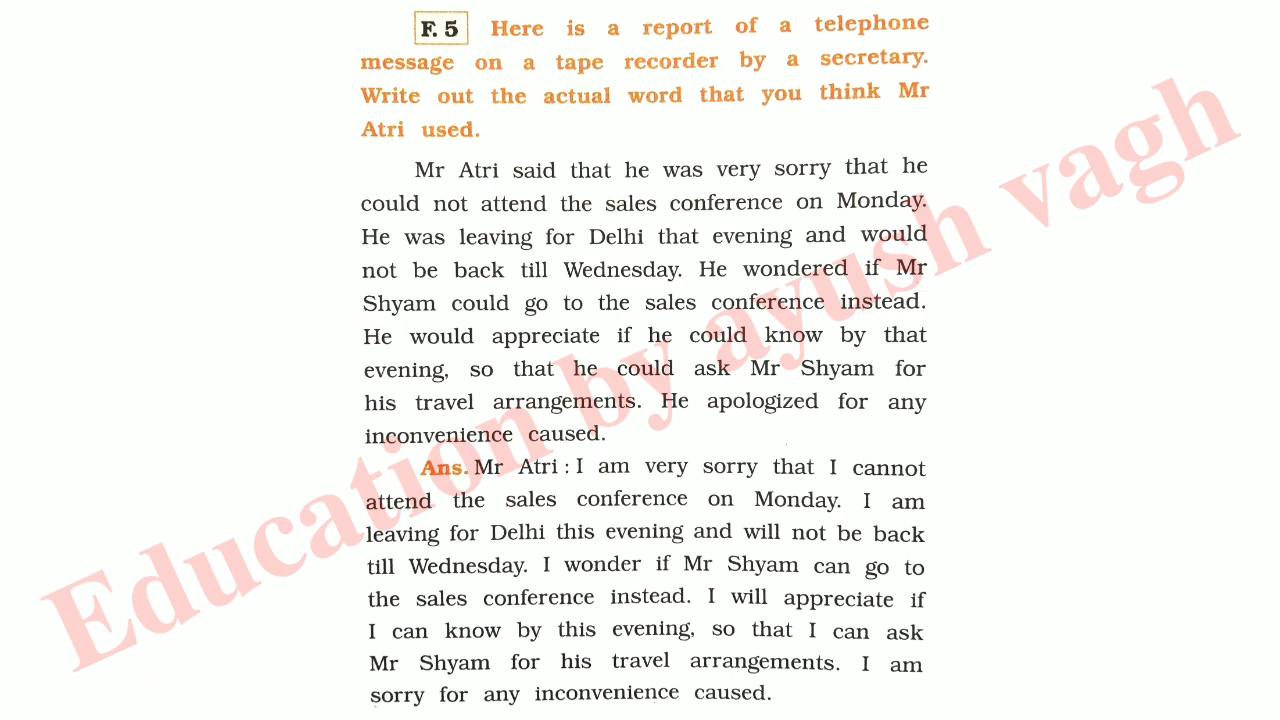 F. 5 Here is a report of a telephone
message on a tape recorder by a secretary.
Write out the actual word that you think Mr
Atri used.
Mr Atri said that he was very sorry that he
could not attend the sales conference on Monday.
He was leaving for Delhi that evening and would
not be back till Wednesday. He wondered if Mr
Shyam could go to the sales conference instead.
He would appreciate if he could know by that
evening, so that he could ask Mr Shyam for
his travel arrangements. He apologized for any
inconvenience caused.
Ans. Mr Atri : I am very sorry that I cannot
attend the sales conference on Monday. I am
leaving for Delhi this evening and will not be back
till Wednesday. I wonder if Mr Shyam can go to
the sales conference instead. I will appreciate if
I can know by this evening, so that I can ask
Mr Shyam for his travel arrangements. I am
sorry for any inconvenience caused.
Education by ayush vagh